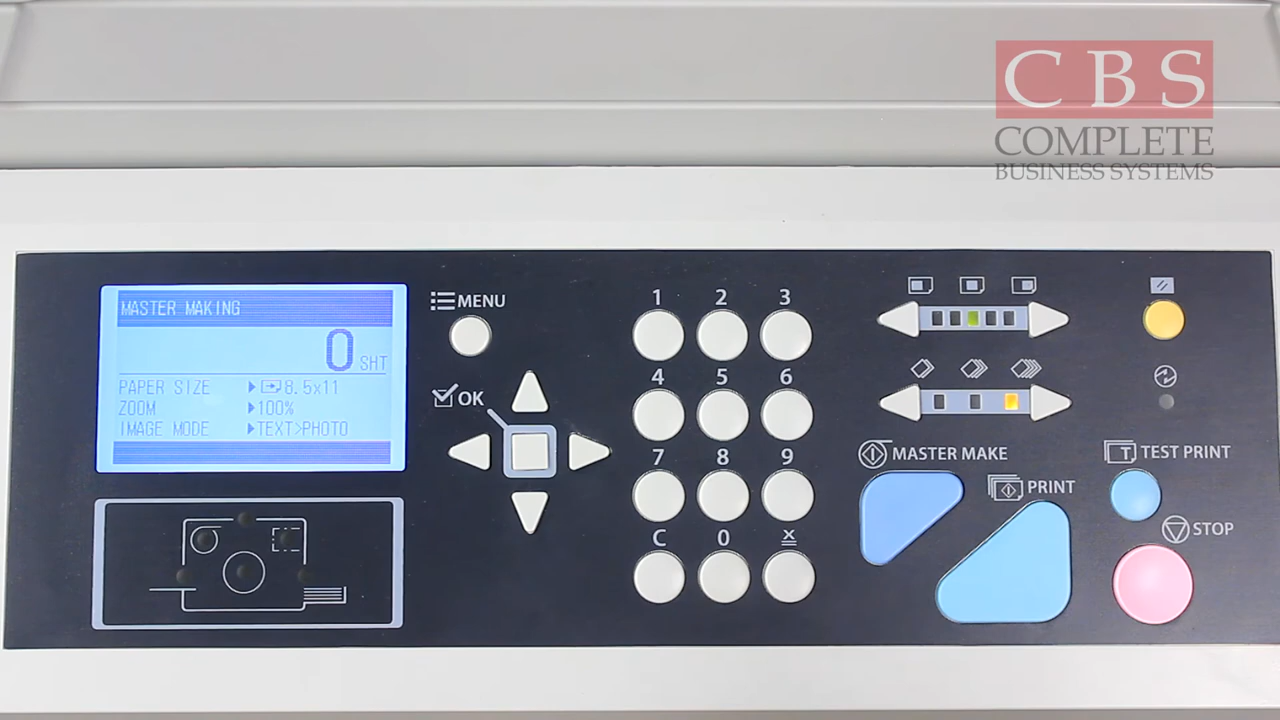 CBS
COMPLETE
BUSINESS SYSTEMS
MASTER MAKING
0 SHT
PAPER SIZE 8.5x11
ZOOM 100%
IMAGE MODE TEXT>PHOTO
MENU
OK
1 2 3
4 5 6
7 8 9
C 0 ×
MASTER MAKE
PRINT
T TEST PRINT
STOP